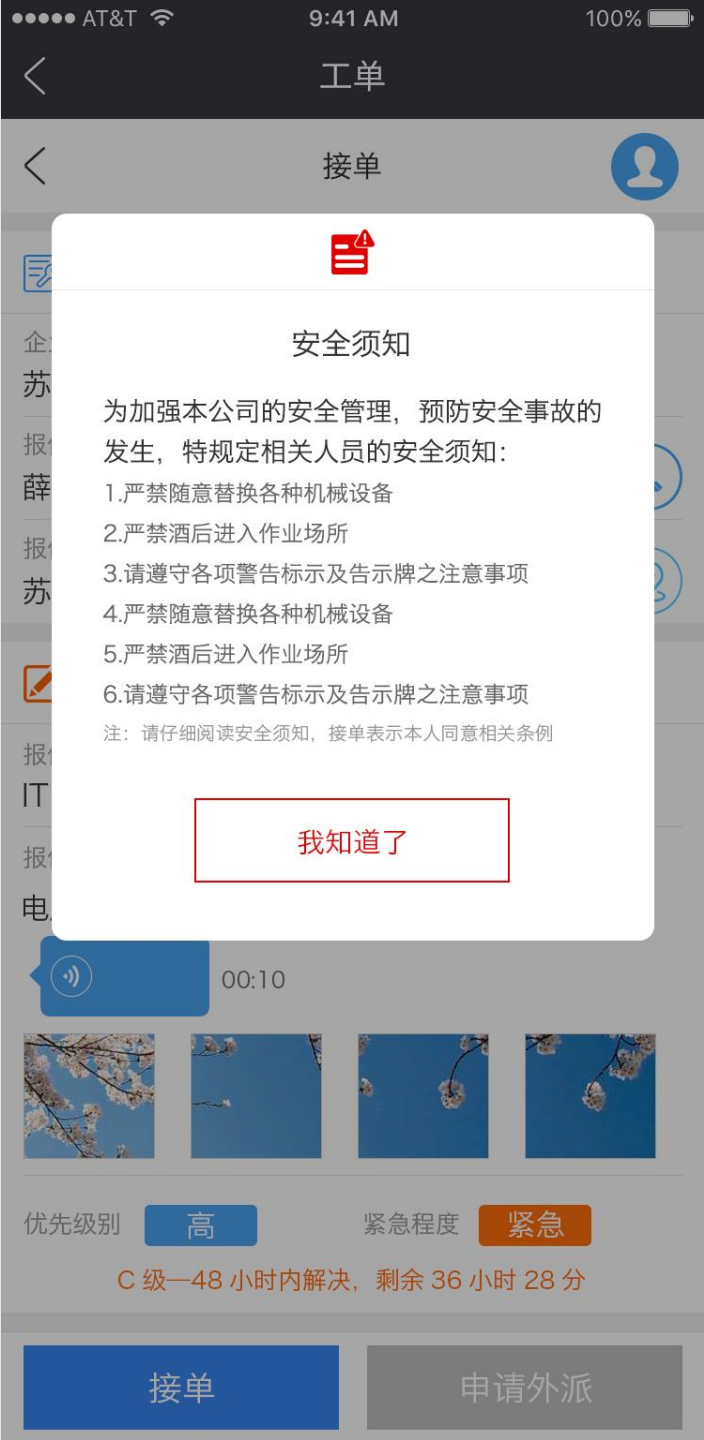 AT&T 9:41 AM 100%
工单
接单
安全须知
为加强本公司的安全管理，预防安全事故的
发生，特规定相关人员的安全须知：
1.严禁随意替换各种机械设备
2.严禁酒后进入作业场所
3.请遵守各项警告标示及告示牌之注意事项
4.严禁随意替换各种机械设备
5.严禁酒后进入作业场所
6.请遵守各项警告标示及告示牌之注意事项
注：请仔细阅读安全须知，接单表示本人同意相关条例
我知道了
苏
报
薛
报
苏
报
IT
报
电
00:10
优先级别 高 紧急程度 紧急
C 级—48 小时内解决，剩余 36 小时 28 分
接单 申请外派